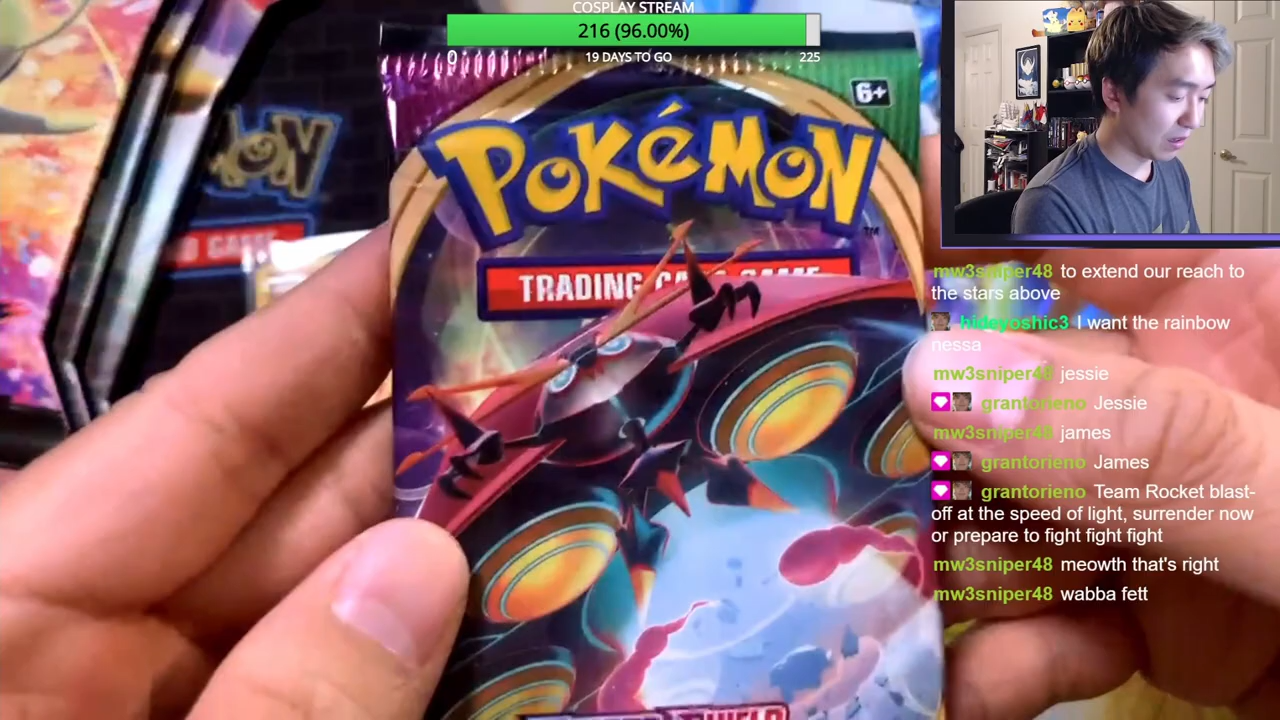 COSPLAY STREAM
216 (96.00%)
0 19 DAYS TO GO 225
6+
POKÉMON
TM
TRADING CARD GAME
mw3sniper48 to extend our reach to
the stars above
hideyoshic3 I want the rainbow
nessa
mw3sniper48 jessie
grantorieno Jessie
mw3sniper48 james
grantorieno James
grantorieno Team Rocket blast-
off at the speed of light, surrender now
or prepare to fight fight fight
mw3sniper48 meowth that's right
mw3sniper48 wabba fett